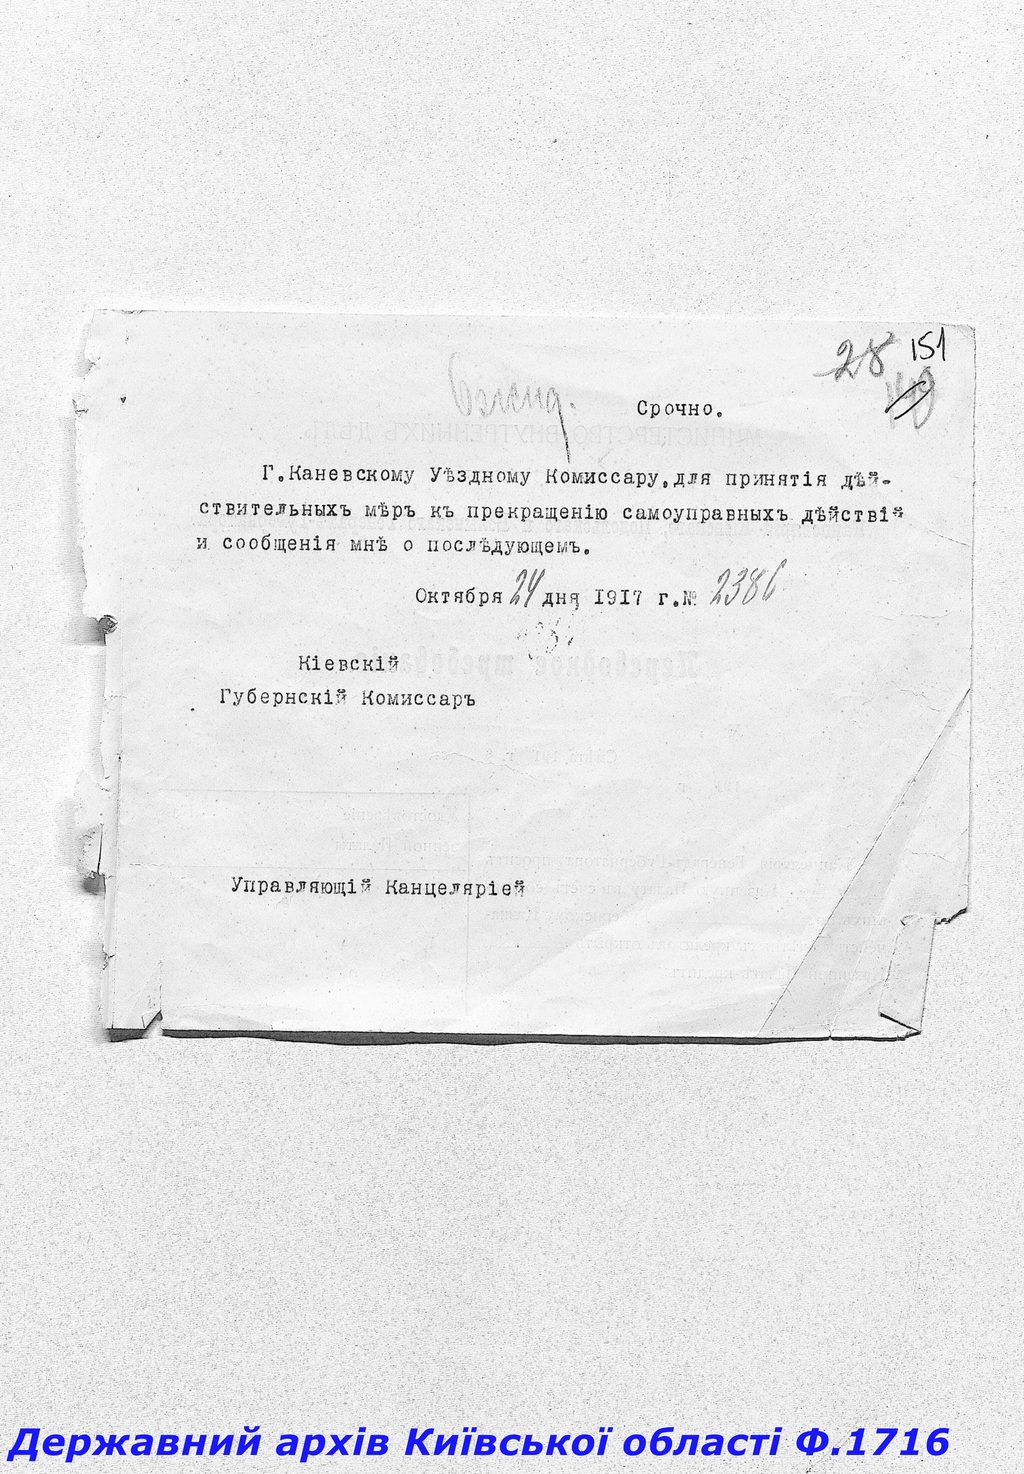 28 151
Срочно.
Г.Каневскому Уѣздному Комиссару,для принятія дѣй-
ствительныхъ мѣръ къ прекращенію самоуправныхъ дѣйствій
и сообщенія мнѣ о послѣдующемъ.
Октября 24 дня 1917 г.№ 2386
Кіевскій
Губернскій Комиссаръ
Управляющій Канцеляріей
Державний архів Київської області Ф.1716